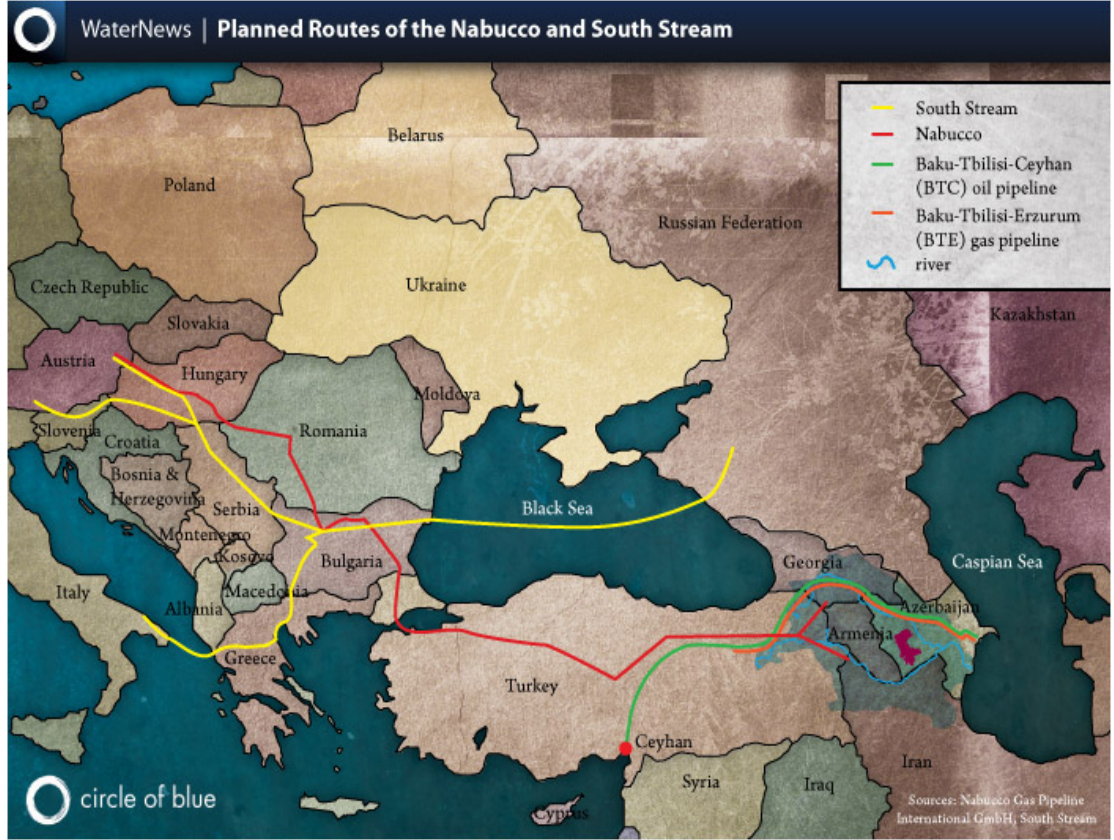 WaterNews | Planned Routes of the Nabucco and South Stream
South Stream
Nabucco
Baku-Tbilisi-Ceyhan
(BTC) oil pipeline
Baku-Tbilisi-Erzurum
(BTE) gas pipeline
river
Belarus
Poland
Russian Federation
Ukraine
Czech Republic
Kazakhstan
Slovakia
Austria
Hungary
Moldova
Romania
Slovenia
Croatia
Bosnia &
Herzegovina
Serbia
Black Sea
Montenegro
Kosovo
Bulgaria
Georgia
Caspian Sea
Italy
Macedonia
Albania
Azerbaijan
Armenia
Greece
Turkey
Ceyhan
Iran
Syria
Iraq
Cyprus
circle of blue
Sources: Nabucco Gas Pipeline
International GmbH, South Stream